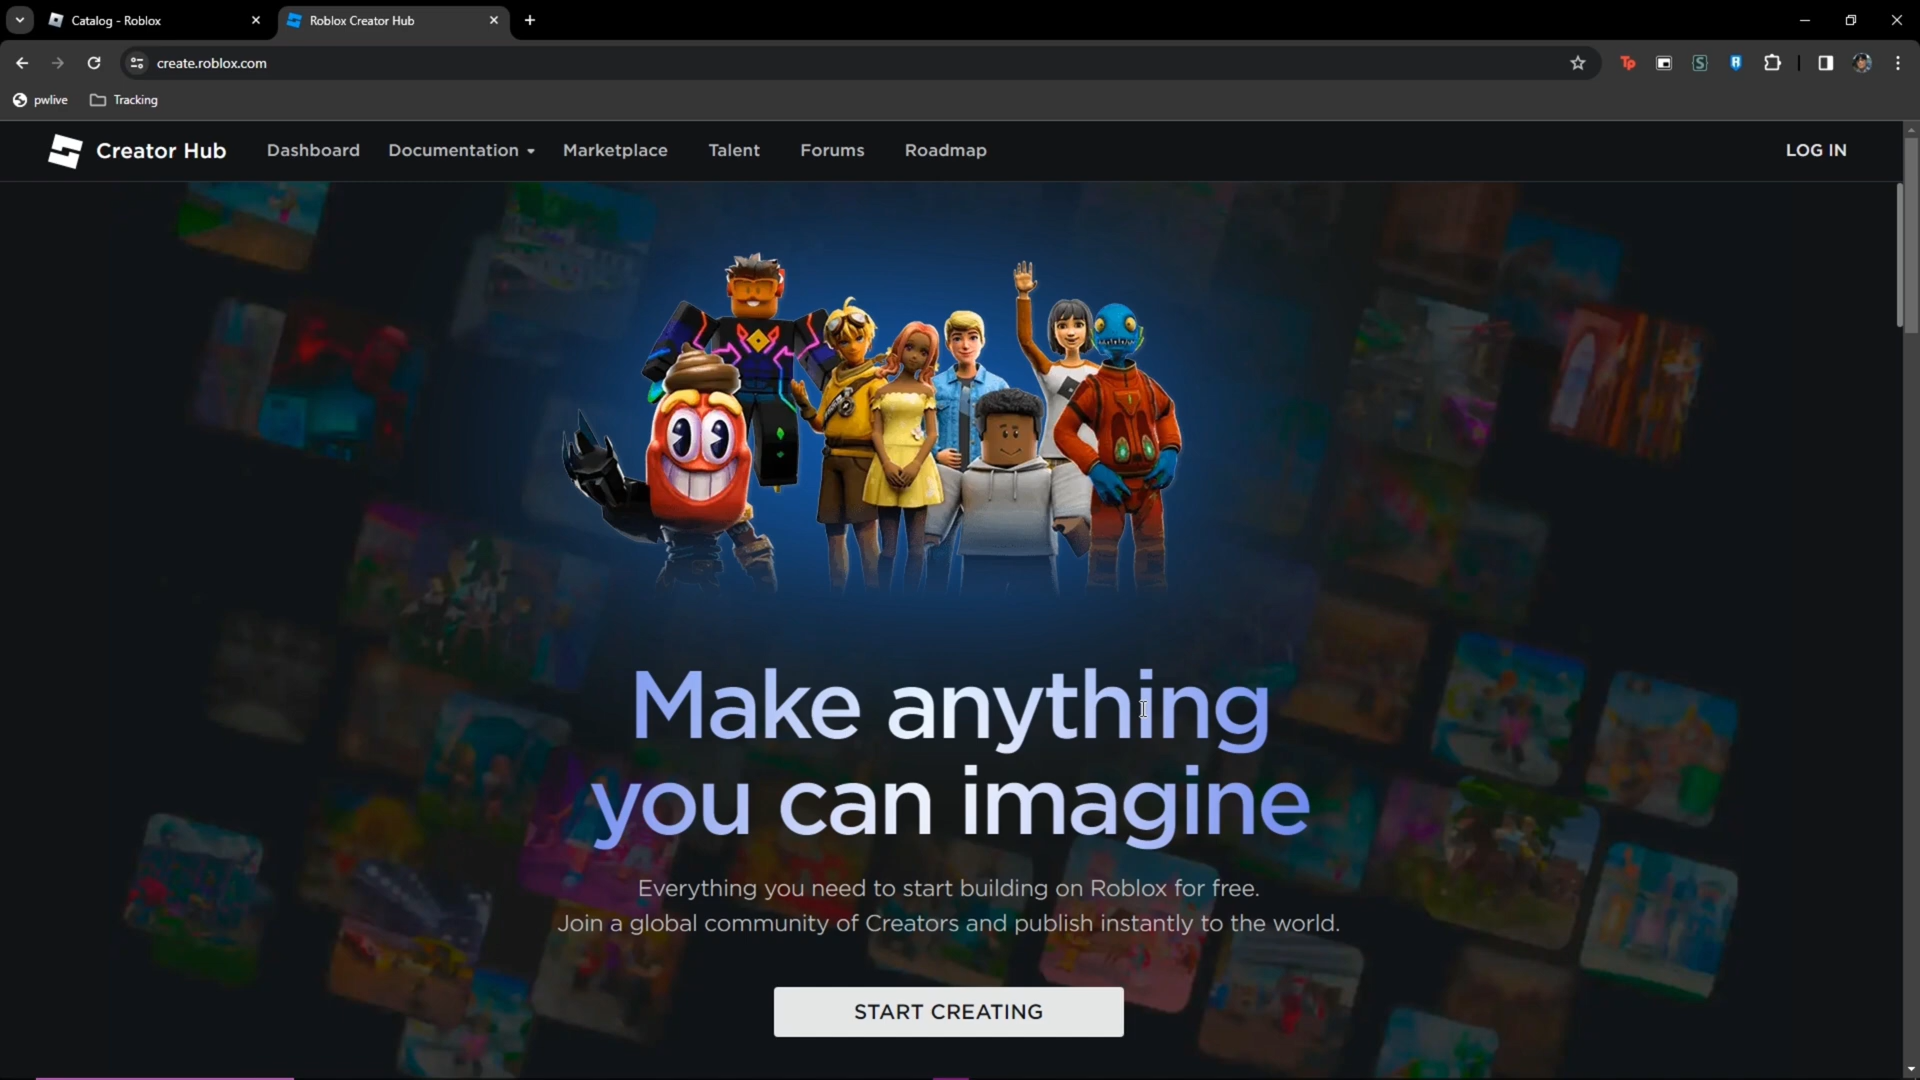 Catalog - Roblox
Roblox Creator Hub
create.roblox.com
Tp
S
pwlive
Tracking
Creator Hub
Dashboard
Documentation
Marketplace
Talent
Forums
Roadmap
LOG IN
Make anything
you can imagine
Everything you need to start building on Roblox for free.
Join a global community of Creators and publish instantly to the world.
START CREATING